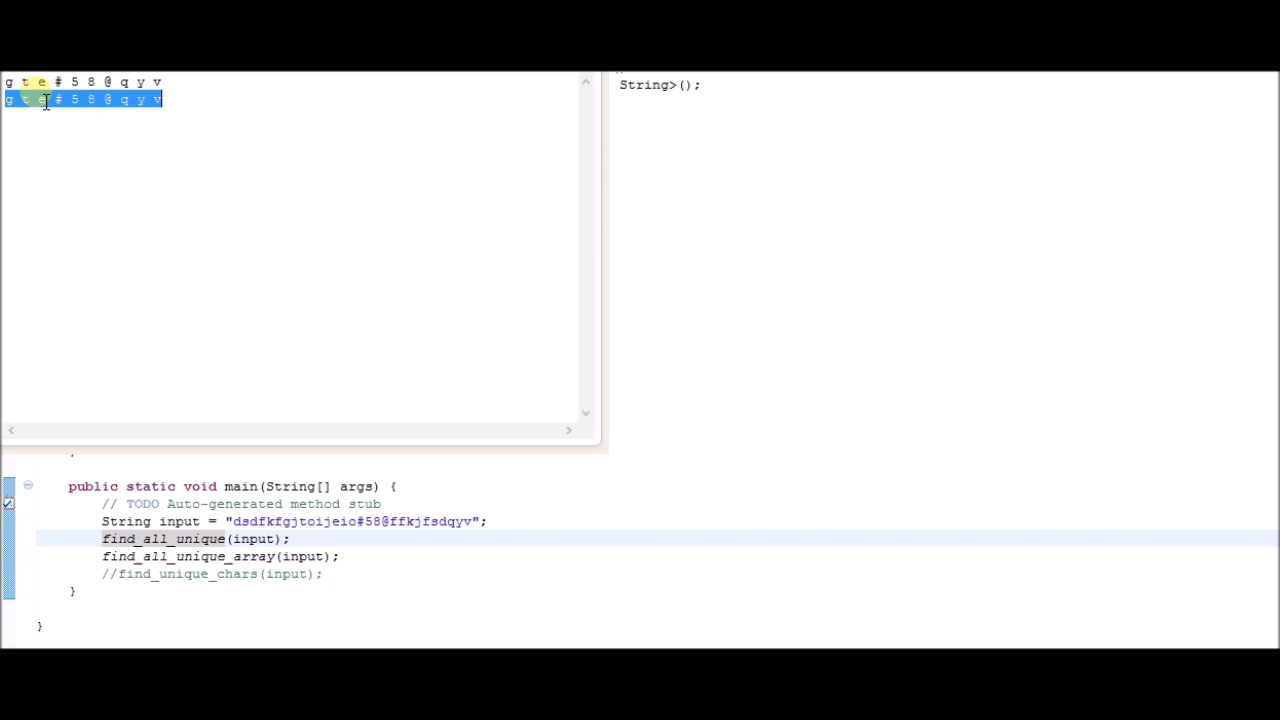 g t e # 5 8 @ q y v
g t e # 5 8 @ q y v
String>();
public static void main(String[] args) {
// TODO Auto-generated method stub
String input = "dsdfkfgjtoijeio#58@ffkjfsdqyv";
find_all_unique(input);
find_all_unique_array(input);
//find_unique_chars(input);
}
}